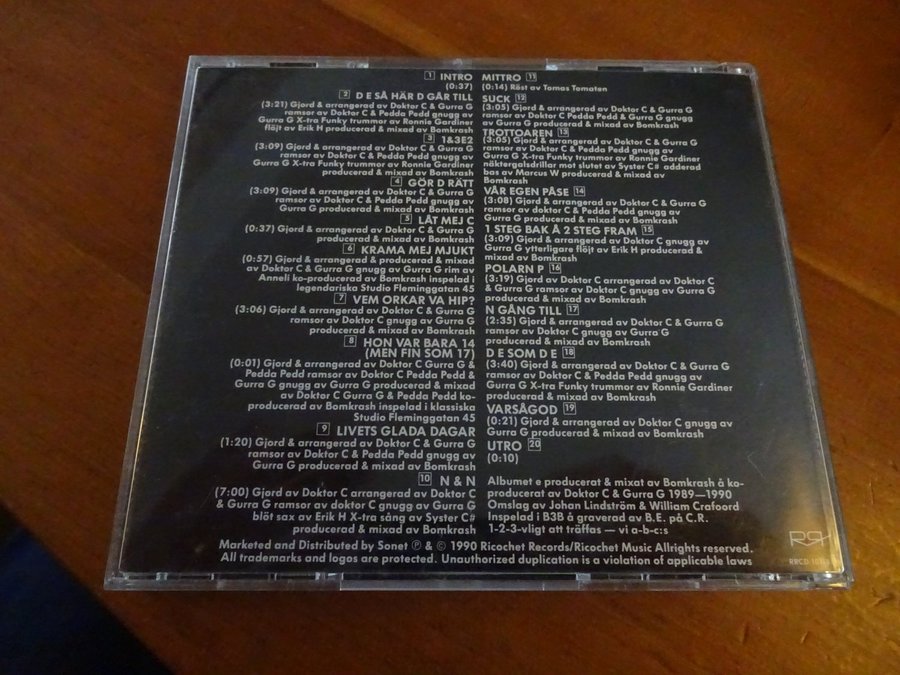 1 INTRO
(0:37)
2 D E SÅ HÄR D GÅR TILL
(3:21) Gjord & arrangerad av Doktor C & Gurra G
ramsor av Doktor C & Pedda Pedd gnugg av
Gurra G X-tra Funky trummor av Ronnie Gardiner
flöjt av Erik H producerad & mixad av Bomkrash
3 1&3E2
(3:09) Gjord & arrangerad av Doktor C & Gurra G
ramsor av Doktor C & Pedda Pedd gnugg av
Gurra G X-tra Funky trummor av Ronnie Gardiner
producerad & mixad av Bomkrash
4 GÖR D RÄTT
(3:09) Gjord & arrangerad av Doktor C & Gurra G
ramsor av Doktor C & Pedda Pedd gnugg av
Gurra G producerad & mixad av Bomkrash
5 LÅT MEJ C
(0:37) Gjord & arrangerad av Doktor C & Gurra G
producerad & mixad av Bomkrash
6 KRAMA MEJ MJUKT
(0:57) Gjord & arrangerad & producerad & mixad
av Doktor C & Gurra G gnugg av Gurra G rim av
Anneli ko-producerad av Bomkrash inspelad i
legendariska Studio Fleminggatan 45
7 VEM ORKAR VA HIP?
(3:06) Gjord & arrangerad av Doktor C & Gurra G
ramsor av Doktor C gnugg av Gurra G
producerad & mixad av Bomkrash
8 HON VAR BARA 14
(MEN FIN SOM 17)
(0:01) Gjord & arrangerad av Doktor C Gurra G &
Pedda Pedd ramsor av Doktor C Pedda Pedd &
Gurra G gnugg av Gurra G producerad & mixad
av Doktor C Gurra G & Pedda Pedd ko-
producerad av Bomkrash inspelad i klassiska
Studio Fleminggatan 45
9 LIVETS GLADA DAGAR
(1:20) Gjord & arrangerad av Doktor C & Gurra G
ramsor av Doktor C & Pedda Pedd gnugg av
Gurra G producerad & mixad av Bomkrash
10 N & N
(7:00) Gjord av Doktor C arrangerad av Doktor C
& Gurra G ramsor av Doktor C gnugg av Gurra G
blöt sax av Erik H X-tra sång av Syster C#
producerad & mixad av Bomkrash
MITTRO 11
(0:14) Röst av Tomas Tomaten
SUCK 12
(3:05) Gjord & arrangerad av Doktor C & Gurra G
ramsor av Doktor C Pedda Pedd & Gurra G gnugg
av Gurra G producerad & mixad av Bomkrash
TROTTOAREN 13
(3:05) Gjord & arrangerad av Doktor C & Gurra G
ramsor av Doktor C & Pedda Pedd gnugg av
Gurra G X-tra Funky trummor av Ronnie Gardiner
näktergalsdrillar mot slutet av Syster C# adderad
bas av Marcus W producerad & mixad av
Bomkrash
VÅR EGEN PÅSE 14
(3:08) Gjord & arrangerad av Doktor C & Gurra G
ramsor av doktor C & Pedda Pedd gnugg av
Gurra G producerad & mixad av Bomkrash
1 STEG BAK Å 2 STEG FRAM 15
(3:09) Gjord & arrangerad av Doktor C gnugg av
Gurra G ytterligare flöjt av Erik H producerad &
mixad av Bomkrash
POLARN P 16
(3:19) Gjord av Doktor C arrangerad av Doktor C
& Gurra G ramsor av Doktor C gnugg av Gurra G
producerad & mixad av Bomkrash
N GÅNG TILL 17
(2:35) Gjord & arrangerad av Doktor C & Gurra G
ramsor av Doktor C & Pedda Pedd gnugg av
Gurra G producerad & mixad av Bomkrash
D E SOM D E 18
(3:40) Gjord & arrangerad av Doktor C & Gurra G
ramsor av Doktor C & Pedda Pedd gnugg av
Gurra G X-tra Funky trummor av Ronnie Gardiner
producerad & mixad av Bomkrash
VARSÅGOD 19
(0:21) Gjord & arrangerad av Doktor C gnugg av
Gurra G producerad & mixad av Bomkrash
UTRO 20
(0:10)
Albumet e producerat & mixat av Bomkrash å ko-
producerat av Doktor C & Gurra G 1989—1990
Omslag av Johan Lindström & William Crafoord
Inspelad i B3B å graverad av B.E. på C.R.
1-2-3-vligt att träffas — vi a-b-c:s
Marketed and Distributed by Sonet ℗ & © 1990 Ricochet Records/Ricochet Music Allrights reserved.
All trademarks and logos are protected. Unauthorized duplication is a violation of applicable laws
RR